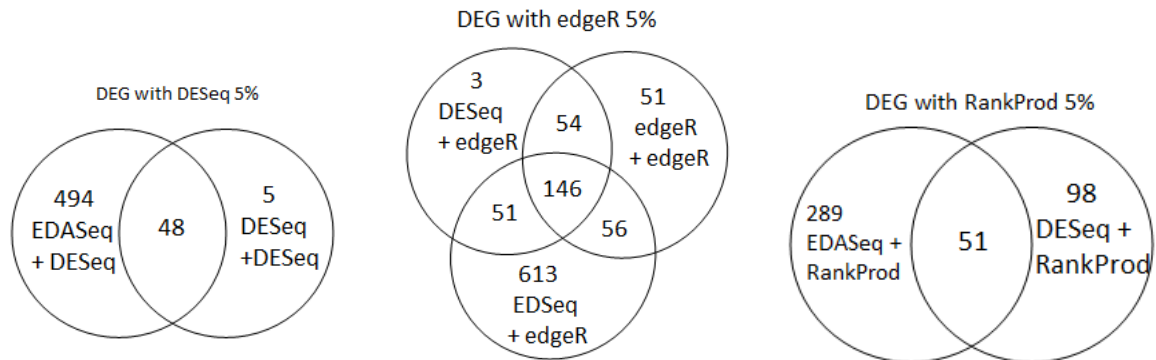 DEG with DESeq 5%
494
EDASeq
+ DESeq
48
5
DESeq
+DESeq
DEG with edgeR 5%
3
DESeq
+ edgeR
54
51
edgeR
+ edgeR
146
51
56
613
EDSeq
+ edgeR
DEG with RankProd 5%
289
EDASeq +
RankProd
51
98
DESeq +
RankProd